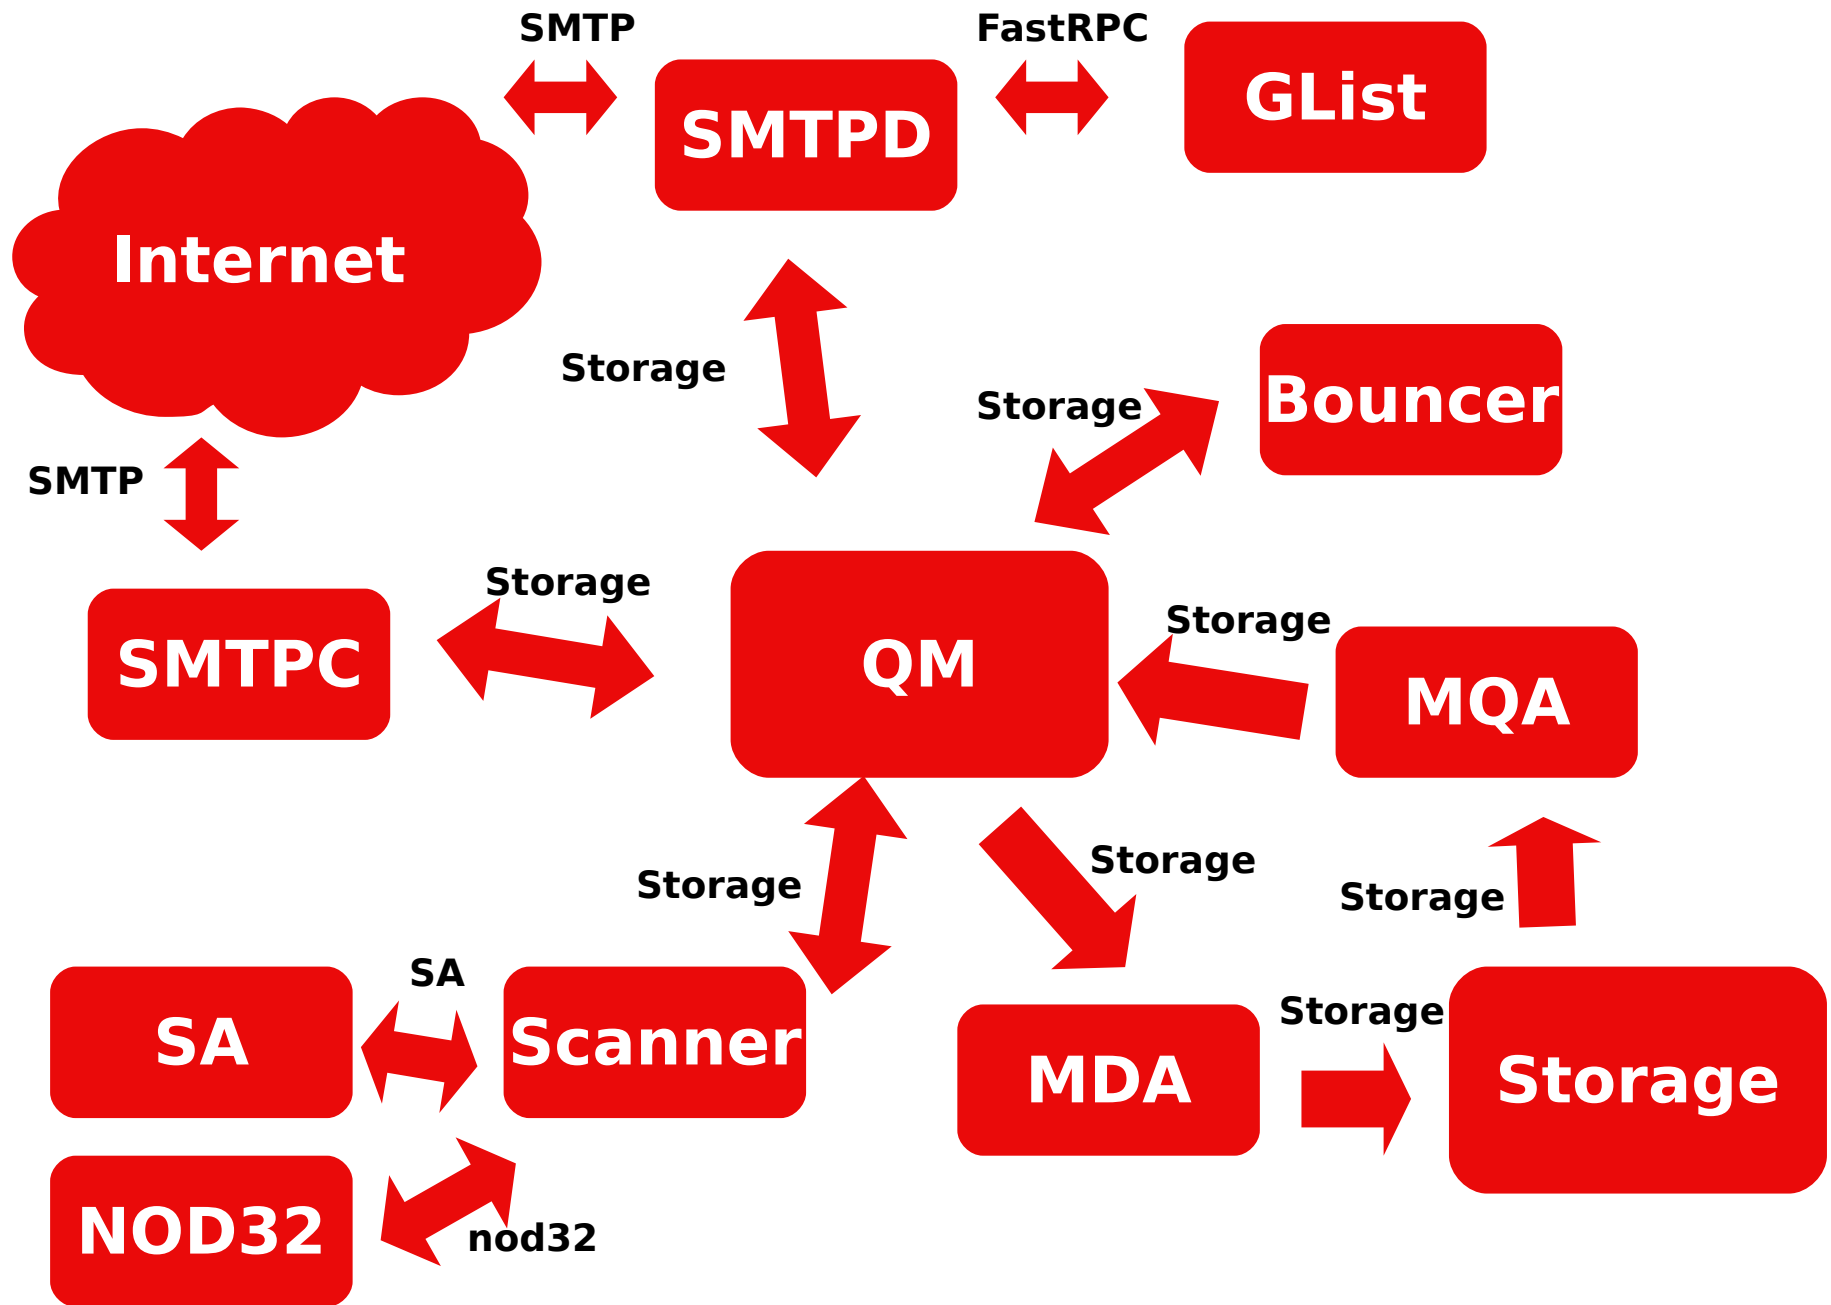 SMTP
FastRPC
SMTPD
GList
Internet
Storage
Storage
Bouncer
SMTP
Storage
Storage
SMTPC
QM
MQA
Storage
Storage
Storage
SA
Storage
SA
Scanner
MDA
Storage
NOD32
nod32